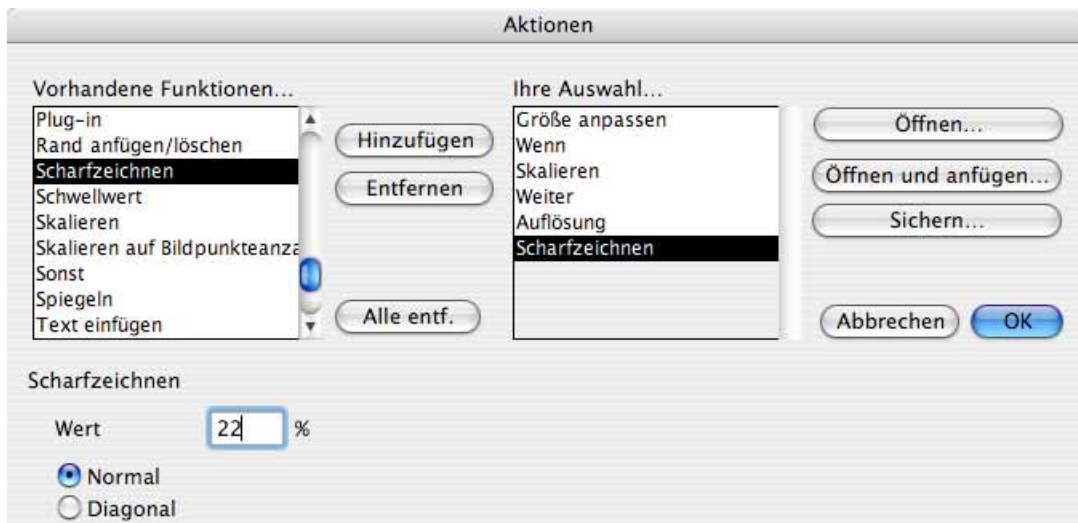 Aktionen
Vorhandene Funktionen...
Plug-in
Rand anfügen/löschen
Scharfzeichnen
Schwellwert
Skalieren
Skalieren auf Bildpunkteanza
Sonst
Spiegeln
Text einfügen
Hinzufügen
Entfernen
Alle entf.
Ihre Auswahl...
Größe anpassen
Wenn
Skalieren
Weiter
Auflösung
Scharfzeichnen
Öffnen...
Öffnen und anfügen...
Sichern...
Abbrechen
OK
Scharfzeichnen
Wert 22 %
Normal
Diagonal